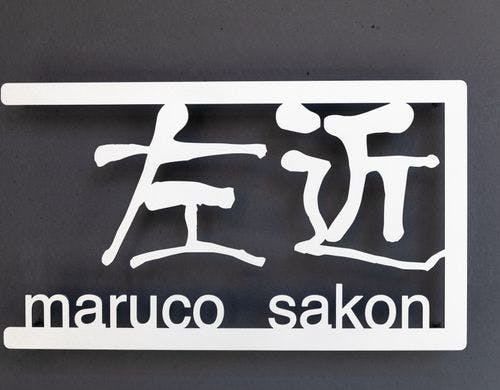 左近
maruco sakon